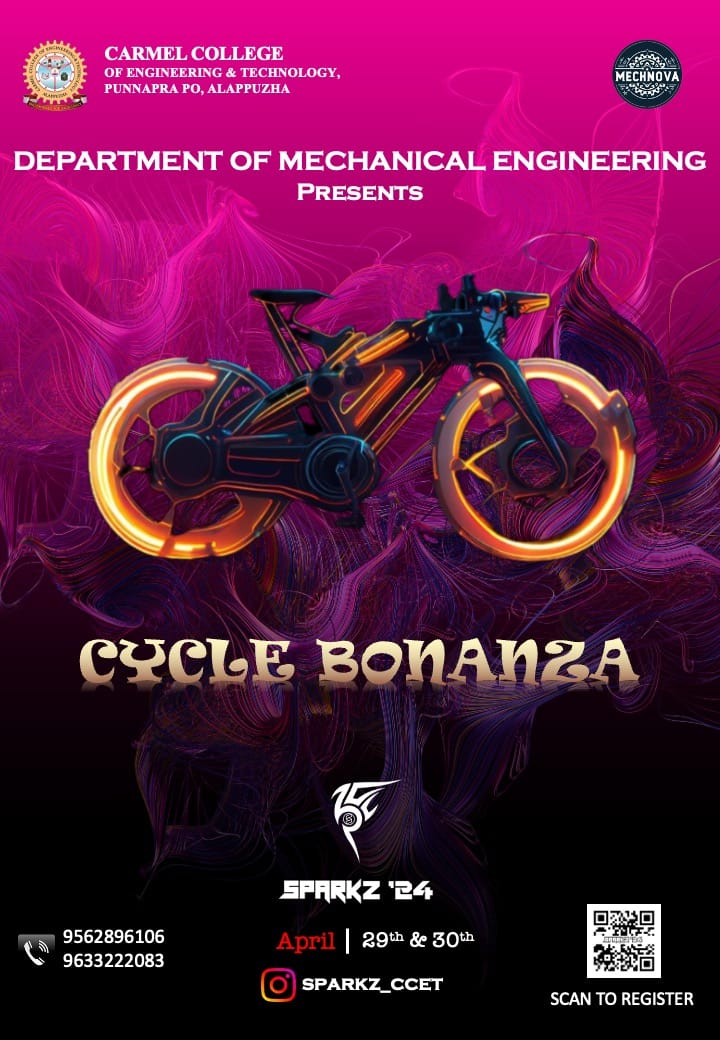 CARMEL COLLEGE
OF ENGINEERING & TECHNOLOGY,
PUNNAPRA PO, ALAPPUZHA
MECHNOVA
DEPARTMENT OF MECHANICAL ENGINEERING
PRESENTS
CYCLE BONANZA
SPARKZ '24
9562896106
9633222083
April | 29th & 30th
SPARKZ_CCET
SCAN TO REGISTER